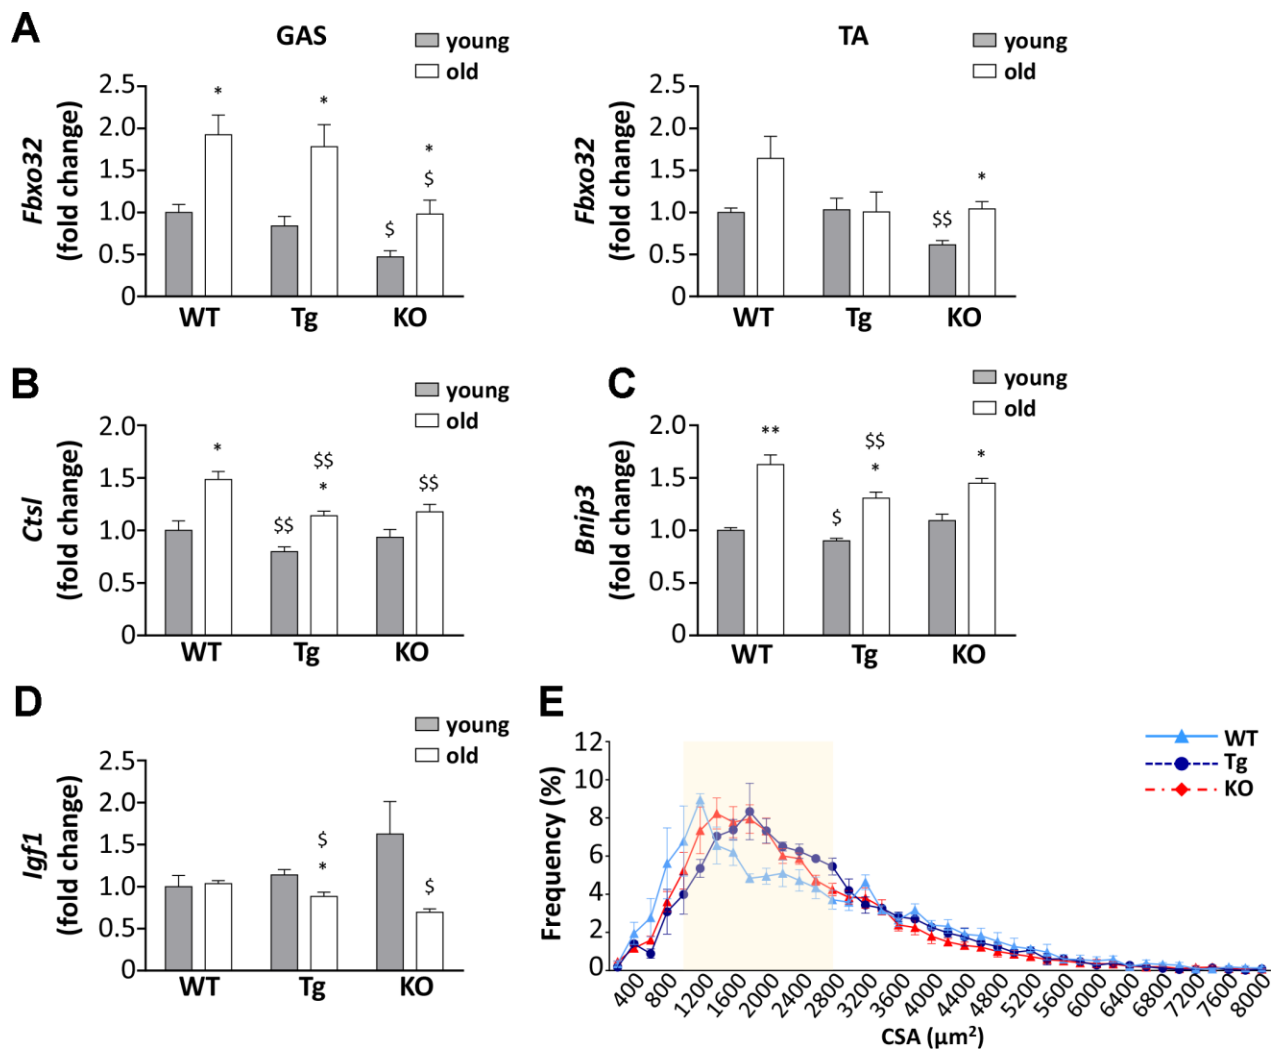 A
GAS
young
old
TA
young
old
Fbxo32
(fold change)
2.5
2.0
1.5
1.0
0.5
0
*
*
*
$
$
WT
Tg
KO
Fbxo32
(fold change)
2.5
2.0
1.5
1.0
0.5
0
$$
*
WT
Tg
KO
B
young
old
Ctsl
(fold change)
2.0
1.5
1.0
0.5
0
*
$$
$$
*
$$
WT
Tg
KO
C
young
old
Bnip3
(fold change)
2.0
1.5
1.0
0.5
0
**
$
$$
*
*
WT
Tg
KO
D
young
old
Igf1
(fold change)
2.5
2.0
1.5
1.0
0.5
0
$
*
$
WT
Tg
KO
E
WT
Tg
KO
Frequency (%)
12
10
8
6
4
2
0
400 800 1200 1600 2000 2400 2800 3200 3600 4000 4400 4800 5200 5600 6000 6400 6800 7200 7600 8000
CSA (µm²)